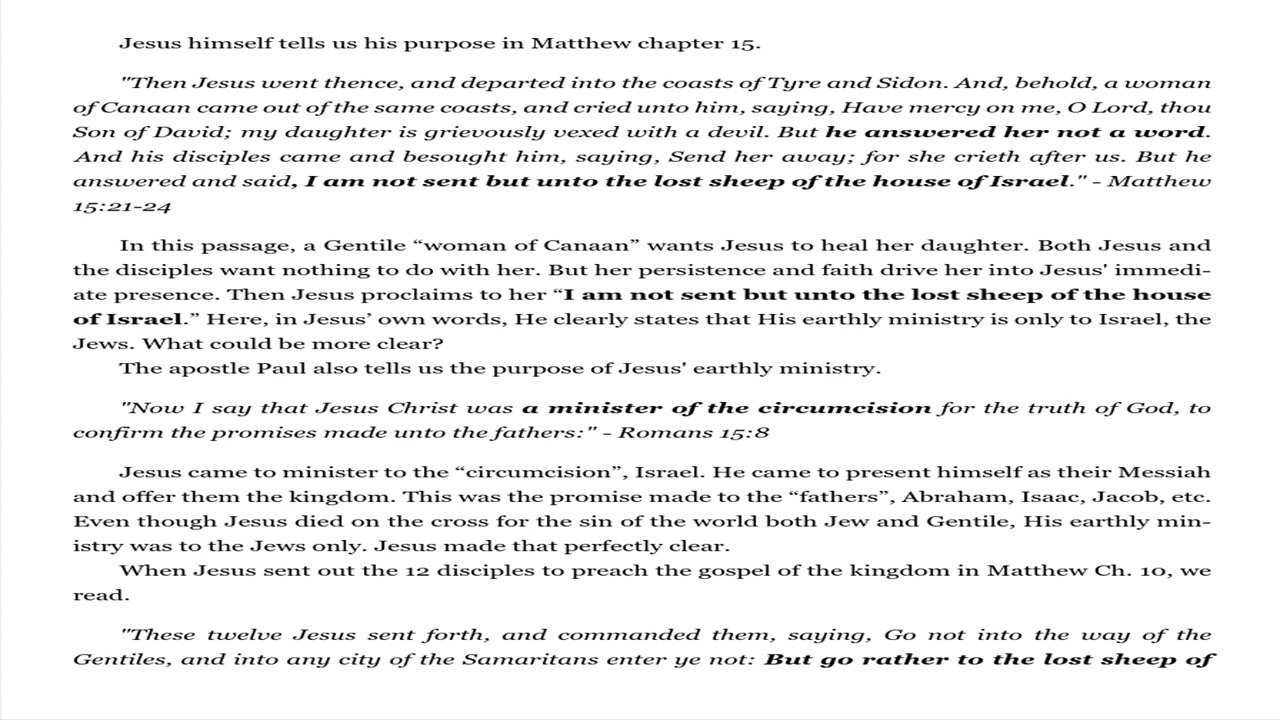 Jesus himself tells us his purpose in Matthew chapter 15.
"Then Jesus went thence, and departed into the coasts of Tyre and Sidon. And, behold, a woman
of Canaan came out of the same coasts, and cried unto him, saying, Have mercy on me, O Lord, thou
Son of David; my daughter is grievously vexed with a devil. But he answered her not a word.
And his disciples came and besought him, saying, Send her away; for she crieth after us. But he
answered and said, I am not sent but unto the lost sheep of the house of Israel." - Matthew
15:21-24
In this passage, a Gentile “woman of Canaan” wants Jesus to heal her daughter. Both Jesus and
the disciples want nothing to do with her. But her persistence and faith drive her into Jesus' immedi-
ate presence. Then Jesus proclaims to her “I am not sent but unto the lost sheep of the house
of Israel.” Here, in Jesus’ own words, He clearly states that His earthly ministry is only to Israel, the
Jews. What could be more clear?
The apostle Paul also tells us the purpose of Jesus' earthly ministry.
"Now I say that Jesus Christ was a minister of the circumcision for the truth of God, to
confirm the promises made unto the fathers:" - Romans 15:8
Jesus came to minister to the “circumcision”, Israel. He came to present himself as their Messiah
and offer them the kingdom. This was the promise made to the “fathers”, Abraham, Isaac, Jacob, etc.
Even though Jesus died on the cross for the sin of the world both Jew and Gentile, His earthly min-
istry was to the Jews only. Jesus made that perfectly clear.
When Jesus sent out the 12 disciples to preach the gospel of the kingdom in Matthew Ch. 10, we
read.
"These twelve Jesus sent forth, and commanded them, saying, Go not into the way of the
Gentiles, and into any city of the Samaritans enter ye not: But go rather to the lost sheep of